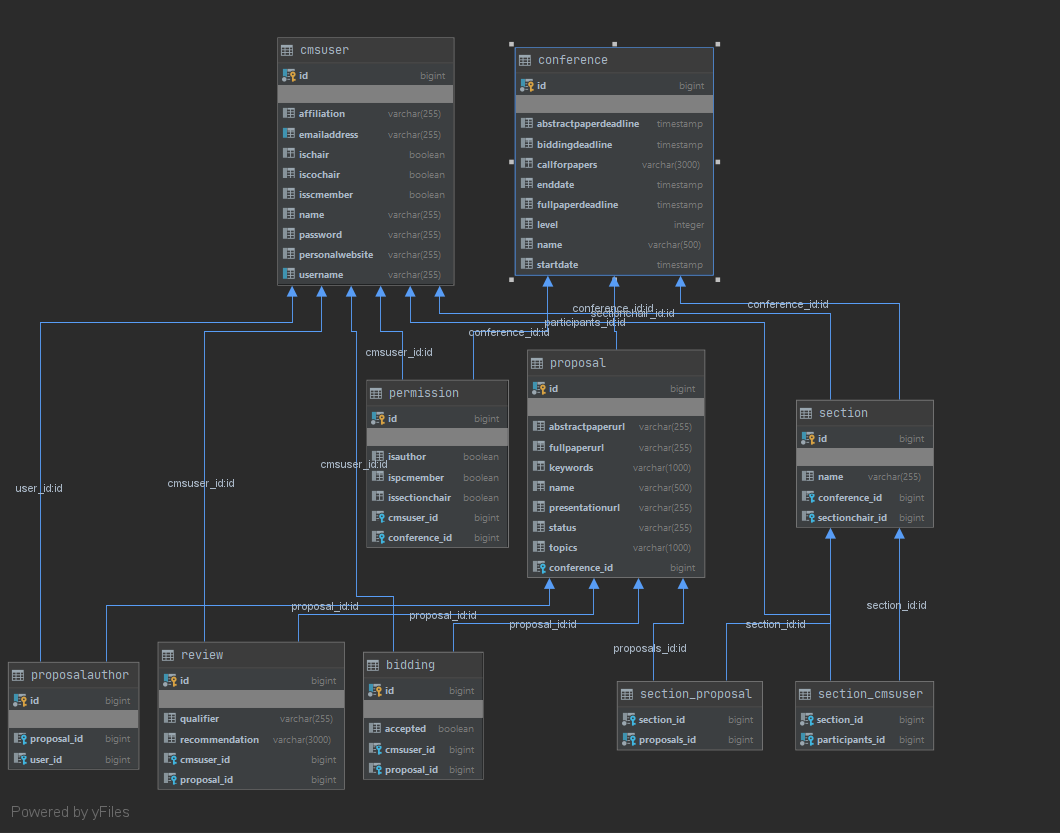 cmsuser
id bigint
affiliation varchar(255)
emailaddress varchar(255)
ischair boolean
iscochair boolean
isscmember boolean
name varchar(255)
password varchar(255)
personalwebsite varchar(255)
username varchar(255)
conference
id bigint
abstractpaperdeadline timestamp
biddingdeadline timestamp
callforpapers varchar(3000)
enddate timestamp
fullpaperdeadline timestamp
level integer
name varchar(500)
startdate timestamp
conference_id:id
conference_id:id
sectionchair_id:id
participants_id:id
conference_id:id
cmsuser_id:id
permission
id bigint
isauthor boolean
ispcmember boolean
issectionchair boolean
cmsuser_id bigint
conference_id bigint
proposal
id bigint
abstractpaperurl varchar(255)
fullpaperurl varchar(255)
keywords varchar(1000)
name varchar(500)
presentationurl varchar(255)
status varchar(255)
topics varchar(1000)
conference_id bigint
section
id bigint
name varchar(255)
conference_id bigint
sectionchair_id bigint
user_id:id
cmsuser_id:id
cmsuser_id:id
proposal_id:id
proposal_id:id
proposal_id:id
proposals_id:id
section_id:id
section_id:id
proposalauthor
id bigint
proposal_id bigint
user_id bigint
review
id bigint
qualifier varchar(255)
recommendation varchar(3000)
cmsuser_id bigint
proposal_id bigint
bidding
id bigint
accepted boolean
cmsuser_id bigint
proposal_id bigint
section_proposal
section_id bigint
proposals_id bigint
section_cmsuser
section_id bigint
participants_id bigint
Powered by yFiles